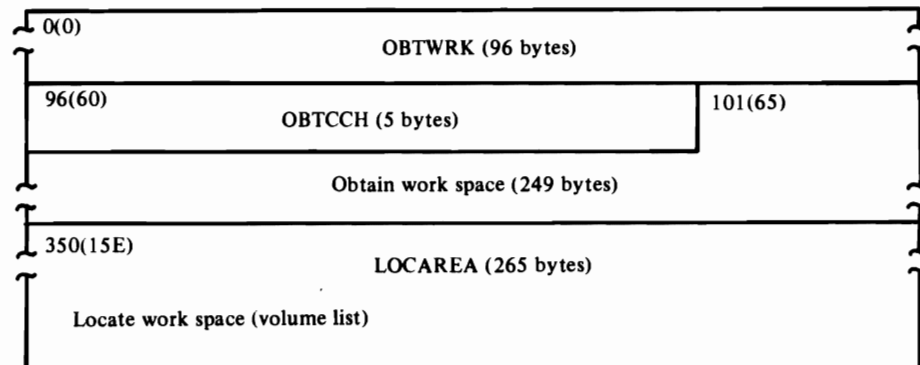 0(0)
OBTWRK (96 bytes)
96(60)
101(65)
OBTCCH (5 bytes)
Obtain work space (249 bytes)
350(15E)
LOCAREA (265 bytes)
Locate work space (volume list)